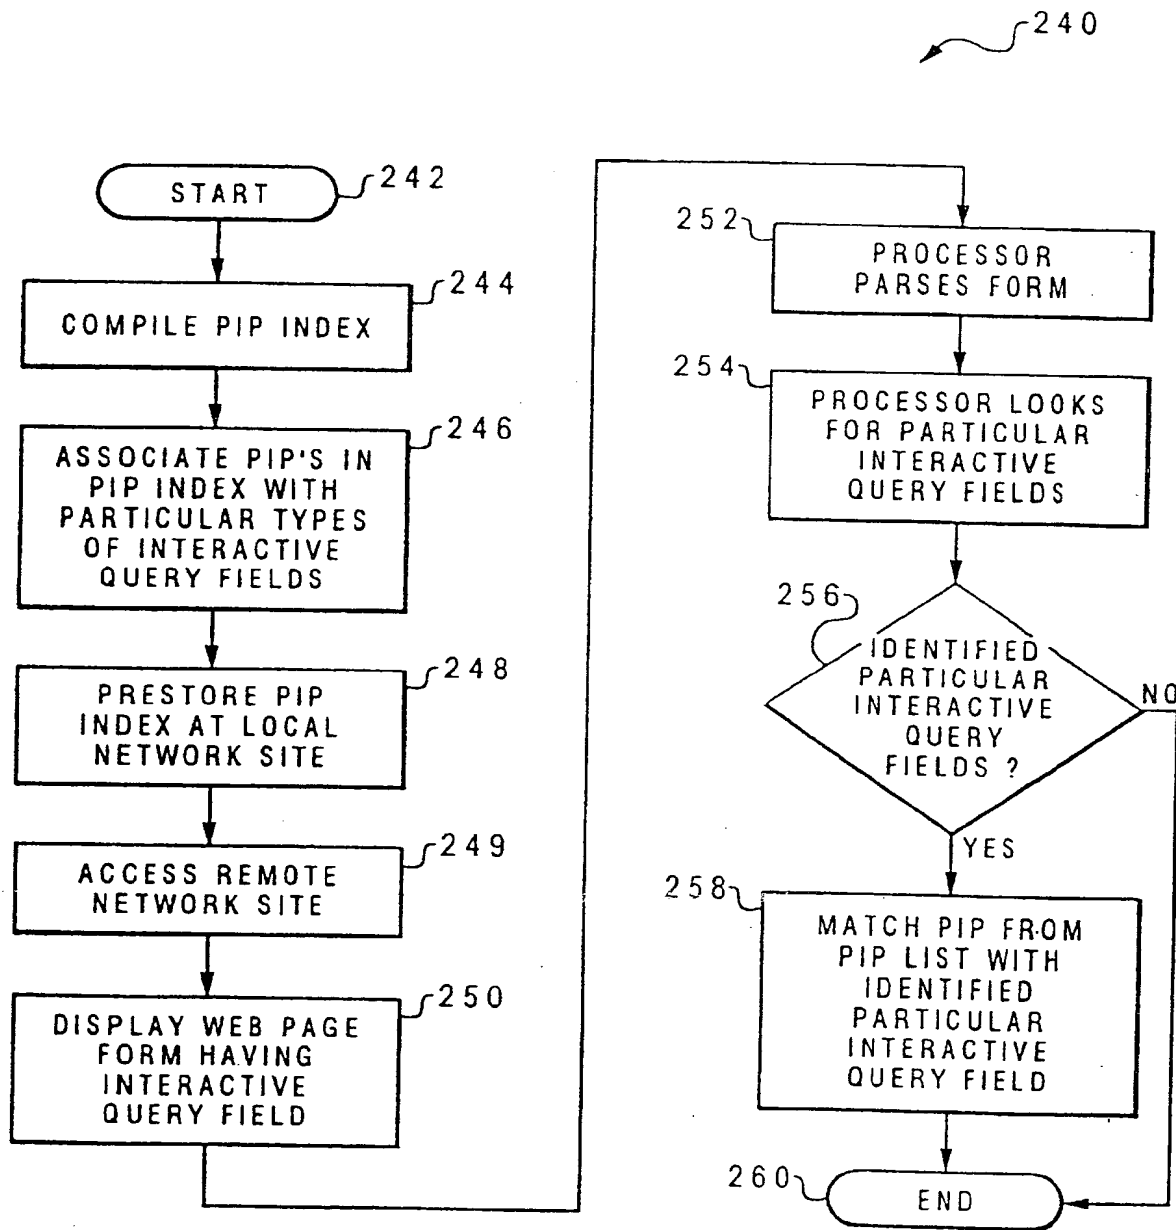 240
START
242
244
COMPILE PIP INDEX
246
ASSOCIATE PIP'S IN
PIP INDEX WITH
PARTICULAR TYPES
OF INTERACTIVE
QUERY FIELDS
248
PRESTORE PIP
INDEX AT LOCAL
NETWORK SITE
249
ACCESS REMOTE
NETWORK SITE
250
DISPLAY WEB PAGE
FORM HAVING
INTERACTIVE
QUERY FIELD
252
PROCESSOR
PARSES FORM
254
PROCESSOR LOOKS
FOR PARTICULAR
INTERACTIVE
QUERY FIELDS
256
IDENTIFIED
PARTICULAR
INTERACTIVE
QUERY
FIELDS ?
NO
YES
258
MATCH PIP FROM
PIP LIST WITH
IDENTIFIED
PARTICULAR
INTERACTIVE
QUERY FIELD
260
END